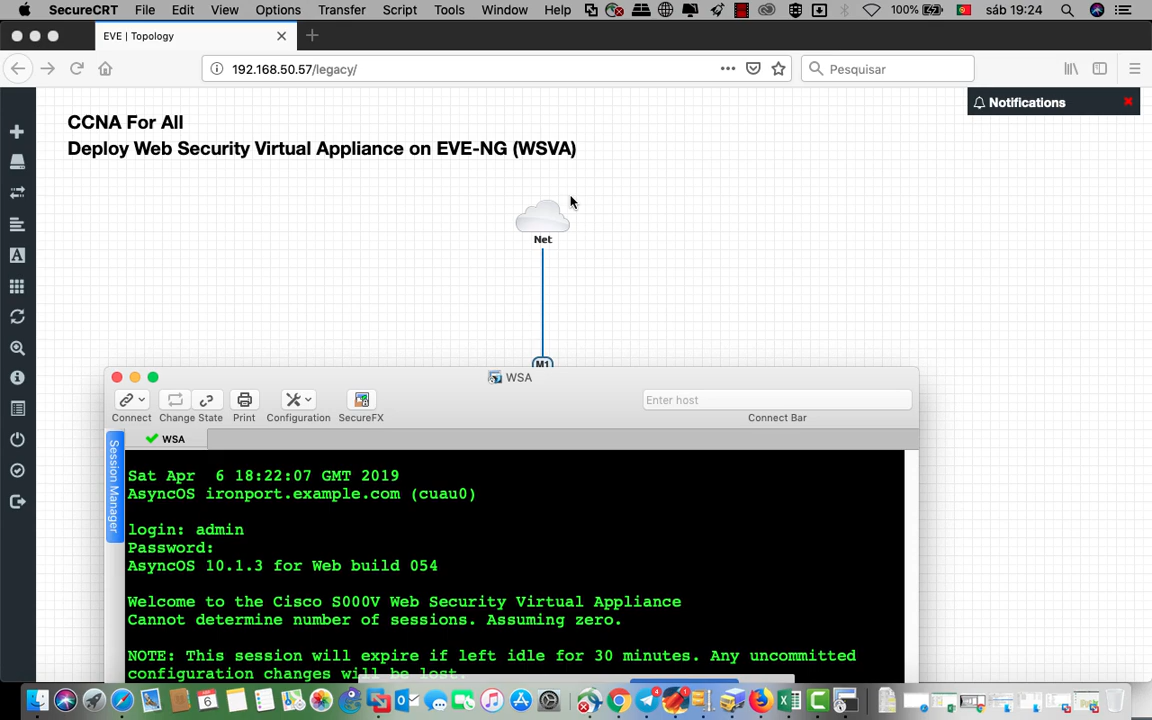 SecureCRT File Edit View Options Transfer Script Tools Window Help 100% sáb 19:24
EVE | Topology
192.168.50.57/legacy/
Pesquisar
Notifications
CCNA For All
Deploy Web Security Virtual Appliance on EVE-NG (WSVA)
Net
M1
WSA
Enter host
Connect Change State Print Configuration SecureFX Connect Bar
WSA
Session Manager
Sat Apr 6 18:22:07 GMT 2019
AsyncOS ironport.example.com (cuau0)
login: admin
Password:
AsyncOS 10.1.3 for Web build 054
Welcome to the Cisco S000V Web Security Virtual Appliance
Cannot determine number of sessions. Assuming zero.
NOTE: This session will expire if left idle for 30 minutes. Any uncommitted
configuration changes will be lost.
6
4
1